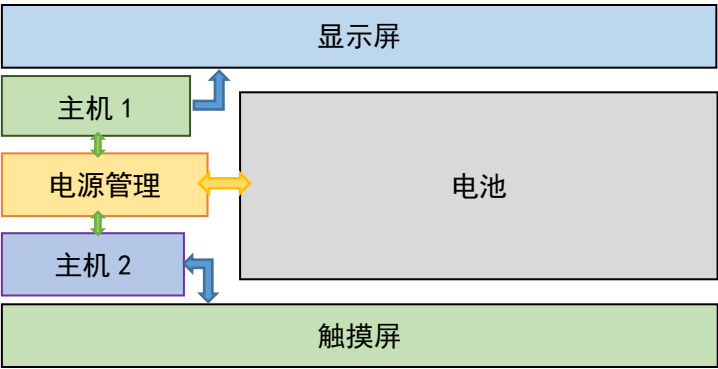 显示屏
主机 1
电源管理
电池
主机 2
触摸屏